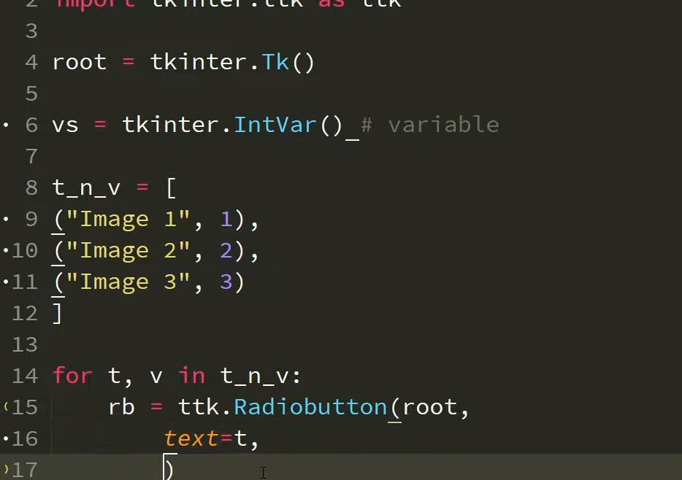 2 import tkinter.ttk as ttk
3
4 root = tkinter.Tk()
5
6 vs = tkinter.IntVar() # variable
7
8 t_n_v = [
9 ("Image 1", 1),
10 ("Image 2", 2),
11 ("Image 3", 3)
12 ]
13
14 for t, v in t_n_v:
15 rb = ttk.Radiobutton(root,
16 text=t,
17 )